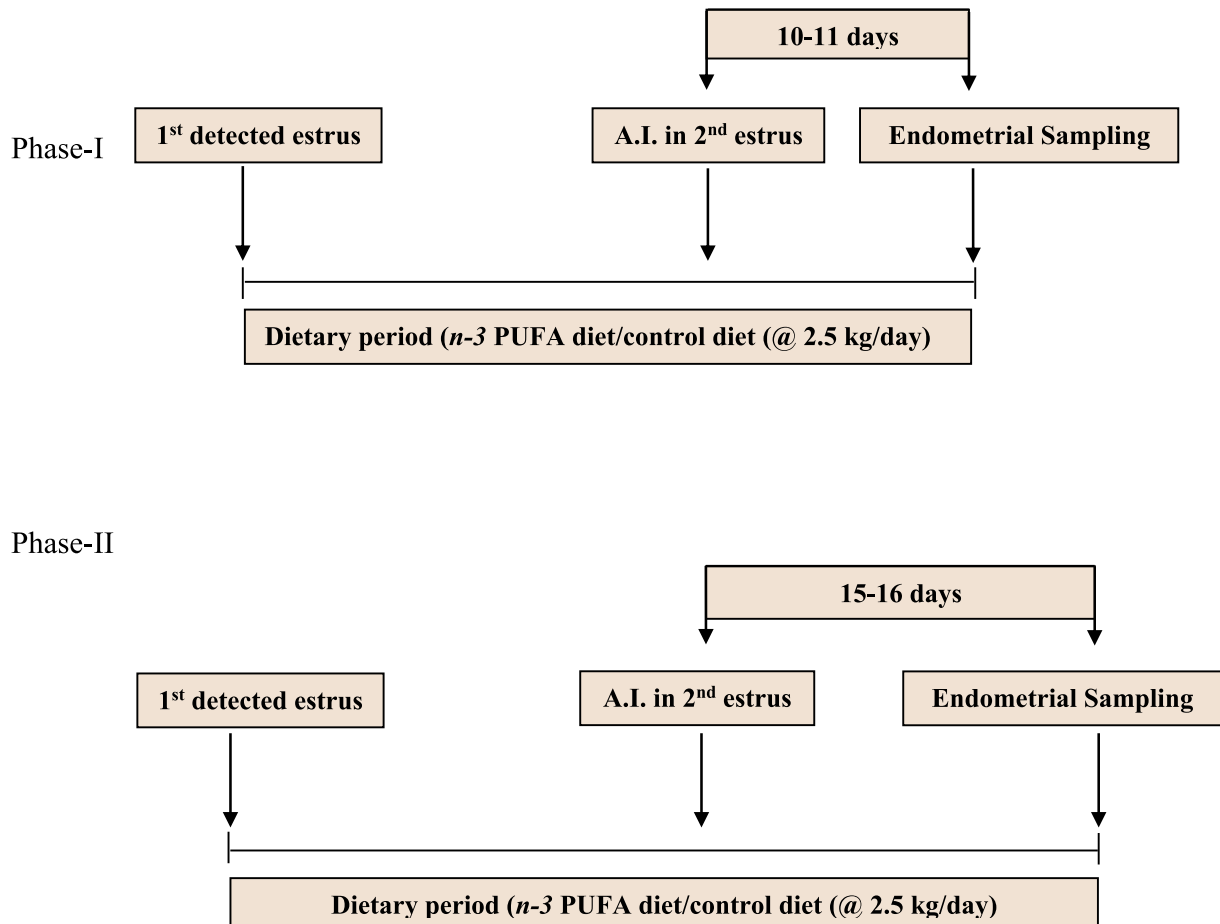 10-11 days
Phase-I
1st detected estrus
A.I. in 2nd estrus
Endometrial Sampling
Dietary period (n-3 PUFA diet/control diet (@ 2.5 kg/day)
Phase-II
15-16 days
1st detected estrus
A.I. in 2nd estrus
Endometrial Sampling
Dietary period (n-3 PUFA diet/control diet (@ 2.5 kg/day)